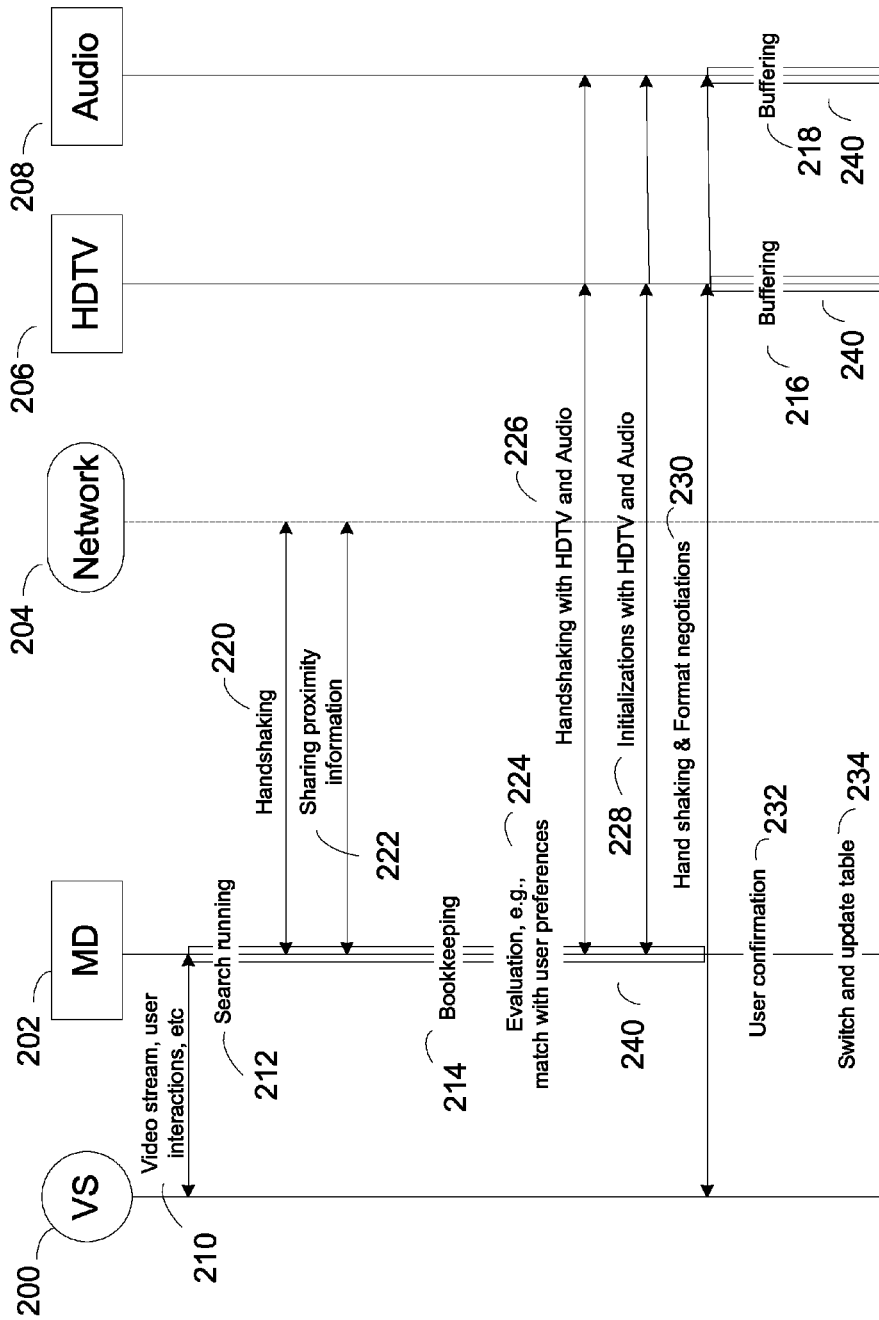 200
VS
202
MD
204
Network
206
HDTV
208
Audio
210
Video stream, user
interactions, etc
212
Search running
220
Handshaking
Sharing proximity
information
222
214
Bookkeeping
Evaluation, e.g.,
match with user preferences
224
Handshaking with HDTV and Audio
226
240
228
Initializations with HDTV and Audio
Hand shaking & Format negotiations
230
User confirmation
232
216
Buffering
218
Buffering
Switch and update table
234
240
240